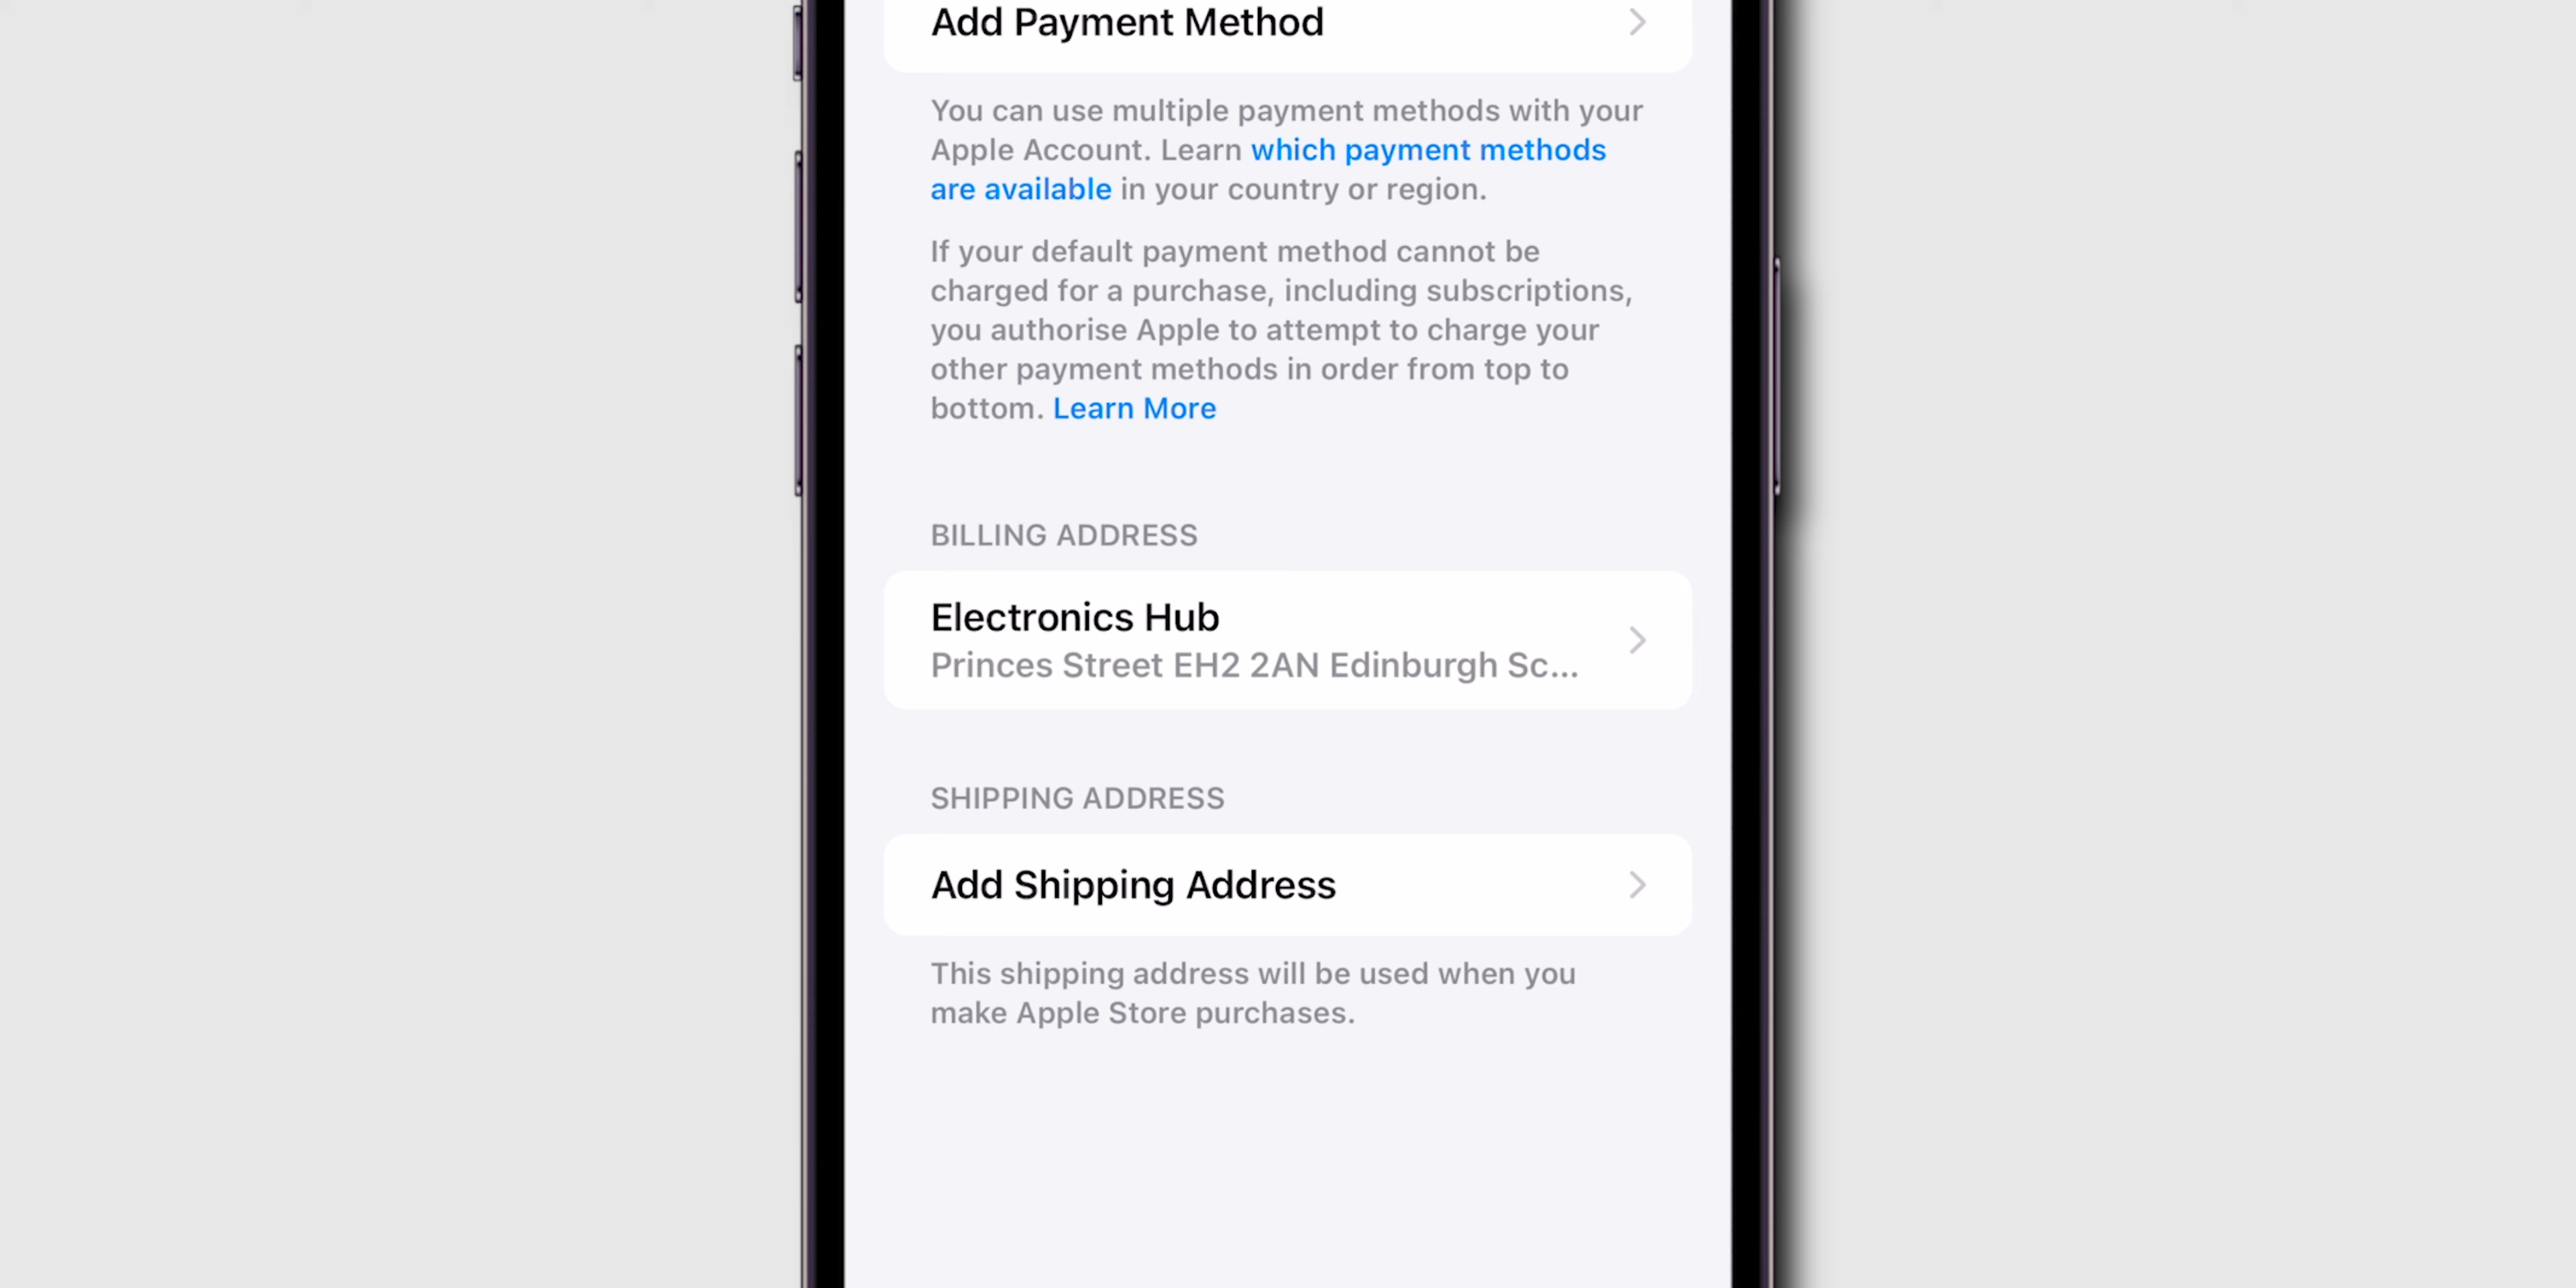 Add Payment Method
You can use multiple payment methods with your
Apple Account. Learn which payment methods
are available in your country or region.
If your default payment method cannot be
charged for a purchase, including subscriptions,
you authorise Apple to attempt to charge your
other payment methods in order from top to
bottom. Learn More
BILLING ADDRESS
Electronics Hub
Princes Street EH2 2AN Edinburgh Sc...
SHIPPING ADDRESS
Add Shipping Address
This shipping address will be used when you
make Apple Store purchases.